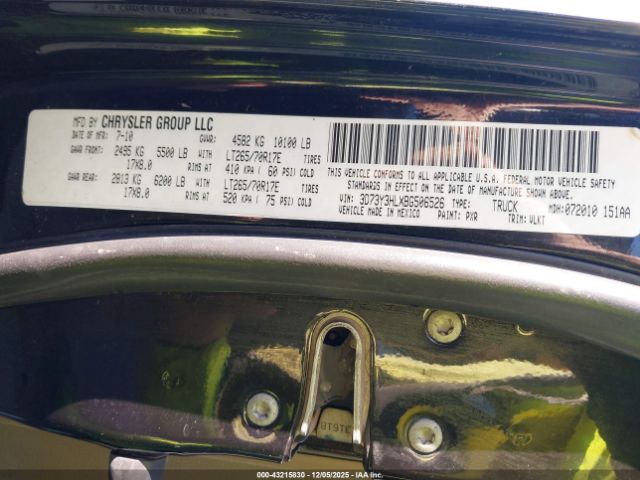 MFD BY CHRYSLER GROUP LLC
DATE OF MFR: 7-10 GVWR: 4582 KG 10100 LB
GAWR FRONT: 2495 KG 5500 LB WITH LT265/70R17E TIRES
17X8.0 RIMS AT 410 KPA ( 60 PSI) COLD
GAWR REAR: 2813 KG 6200 LB WITH LT265/70R17E TIRES
17X8.0 RIMS AT 520 KPA ( 75 PSI) COLD
THIS VEHICLE CONFORMS TO ALL APPLICABLE U.S.A. FEDERAL MOTOR VEHICLE SAFETY
STANDARDS IN EFFECT ON THE DATE OF MANUFACTURE SHOWN ABOVE.
VIN: 3D73Y3HLXBG506526 TYPE: TRUCK MDH: 072010 151AA
MADE IN MEXICO PAINT: PXR TRIM: VLKT
000-43215830 - 12/05/2025 - IAA Inc.